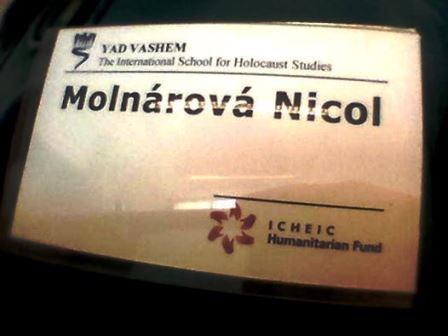 YAD VASHEM
The International School for Holocaust Studies
Molnárová Nicol
ICHEIC
Humanitarian Fund